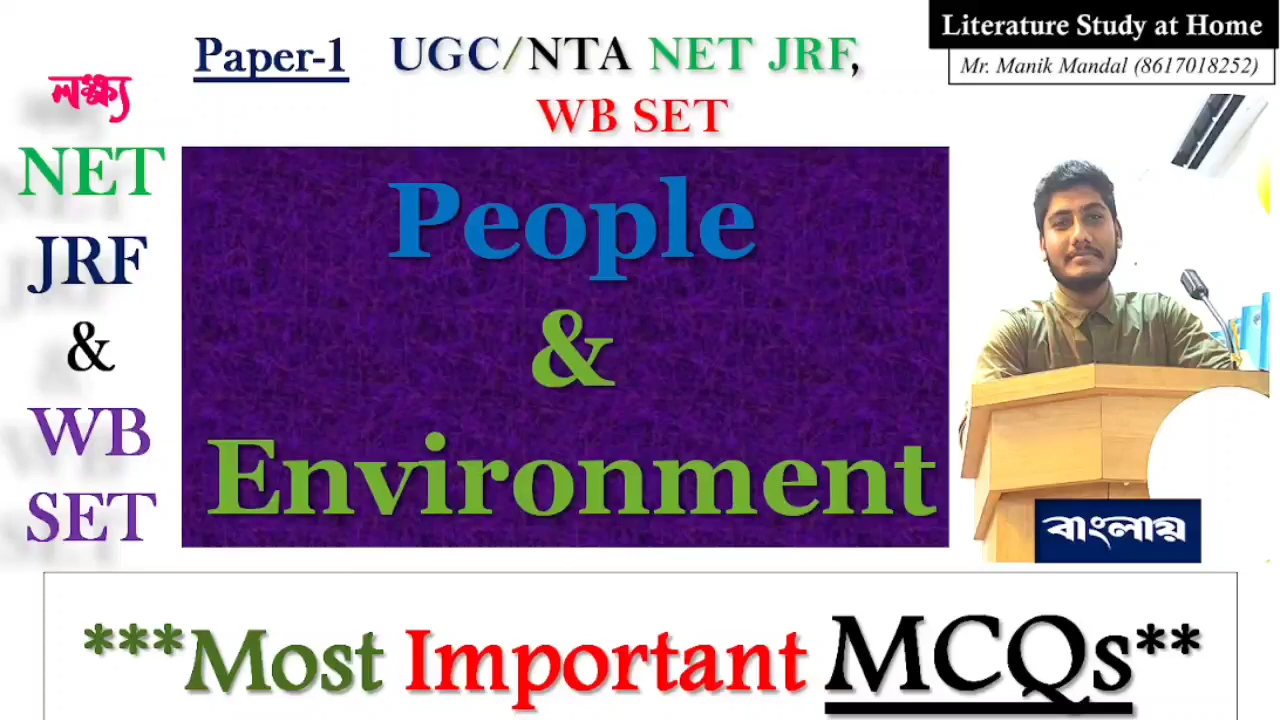 Literature Study at Home
Mr. Manik Mandal (8617018252)
Paper-1 UGC/NTA NET JRF,
WB SET
লক্ষ্য
NET
JRF
&
WB
SET
People
&
Environment
বাংলায়
***Most Important MCQs**